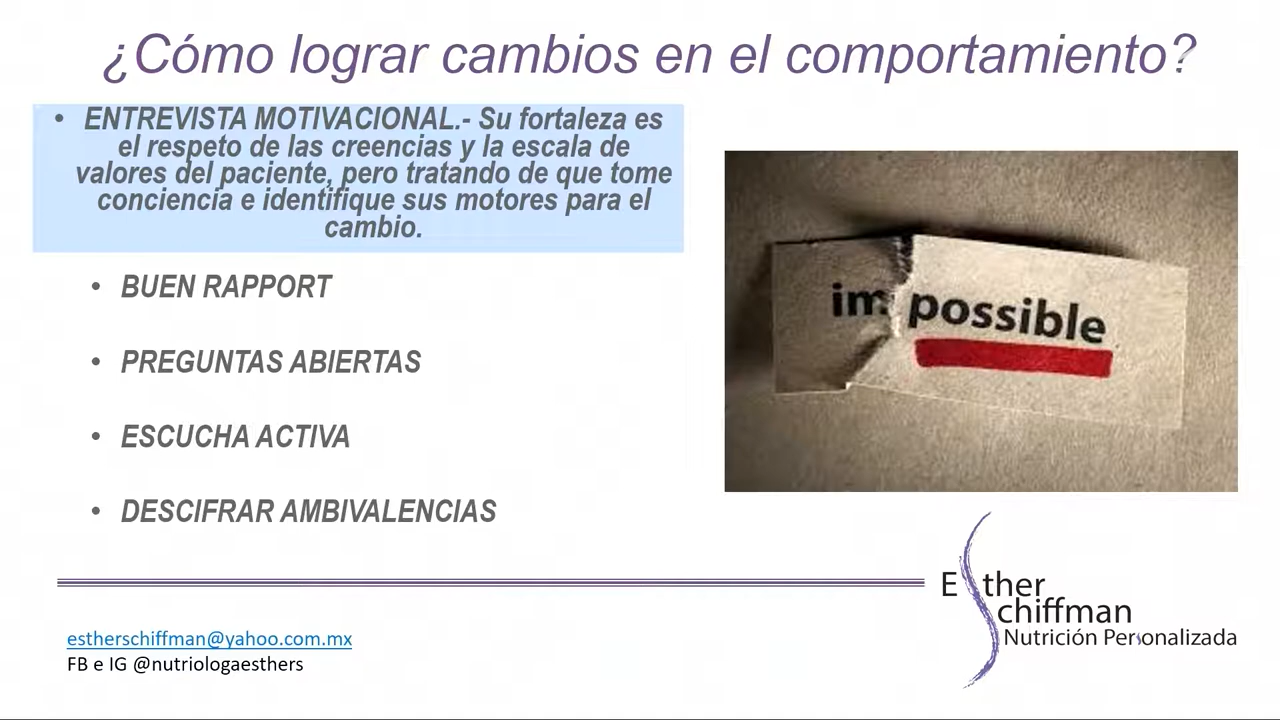 ¿Cómo lograr cambios en el comportamiento?
• ENTREVISTA MOTIVACIONAL.- Su fortaleza es
el respeto de las creencias y la escala de
valores del paciente, pero tratando de que tome
conciencia e identifique sus motores para el
cambio.
• BUEN RAPPORT
• PREGUNTAS ABIERTAS
• ESCUCHA ACTIVA
• DESCIFRAR AMBIVALENCIAS
impossible
Esther
Schiffman
Nutrición Personalizada
estherschiffman@yahoo.com.mx
FB e IG @nutriologaesthers